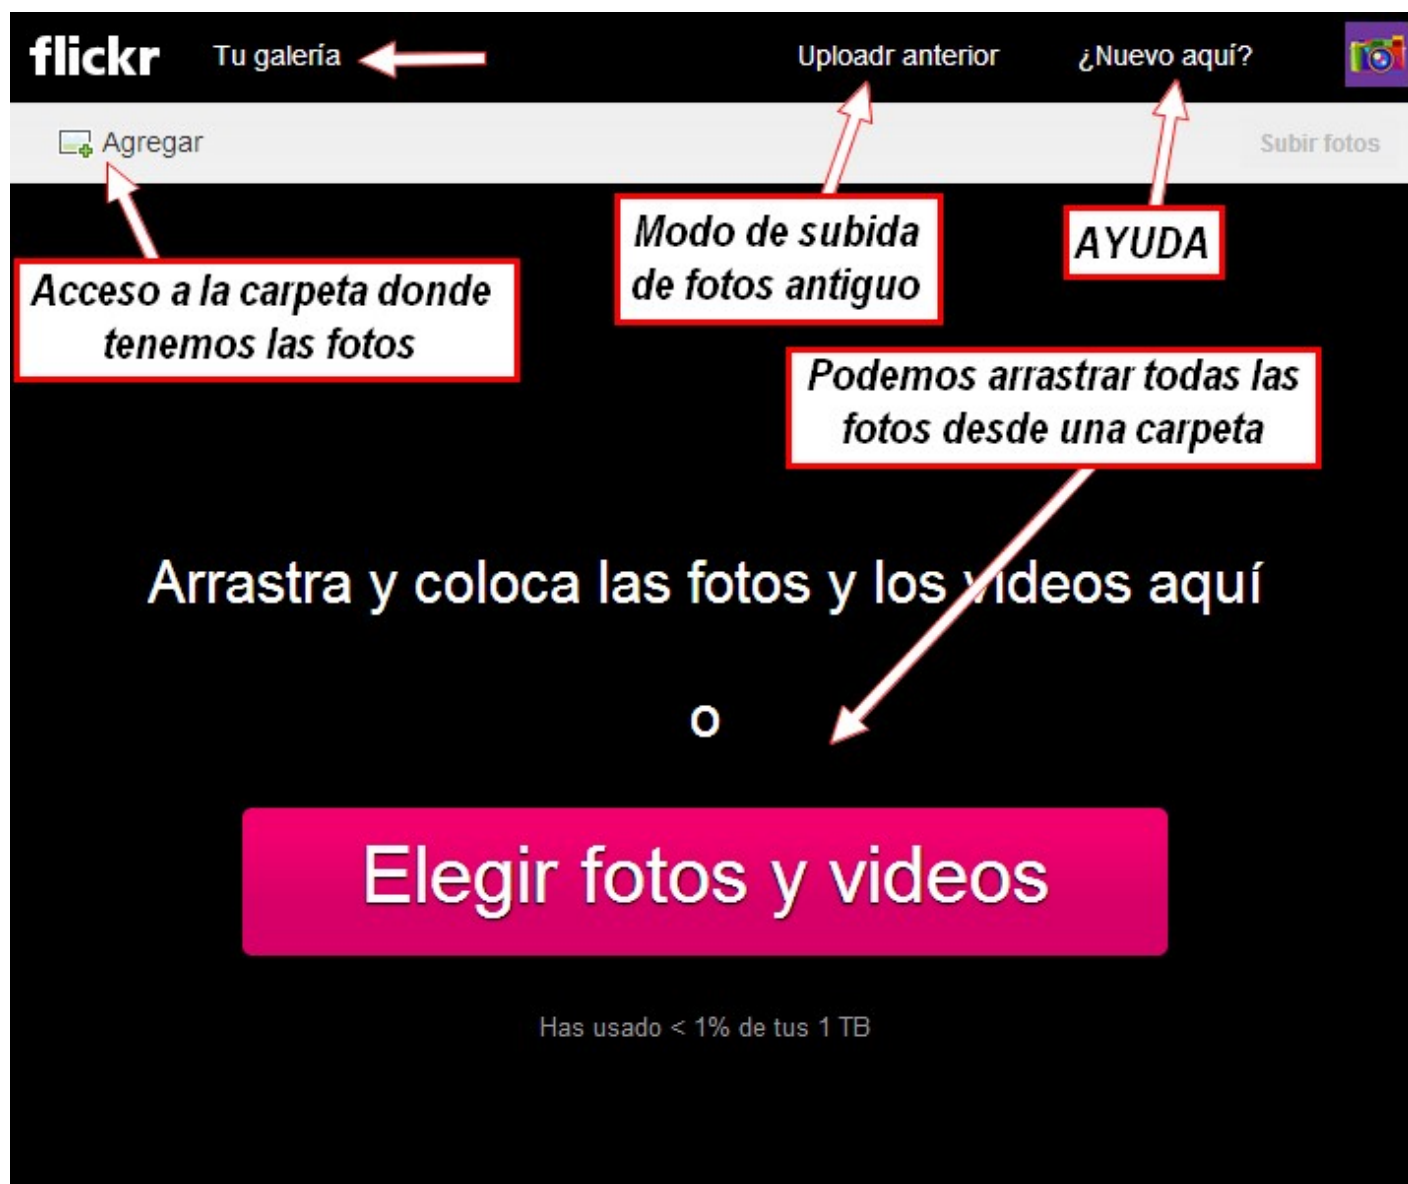 flickr Tu galería Uploadr anterior ¿Nuevo aquí?
Agregar Subir fotos
Modo de subida
de fotos antiguo
AYUDA
Acceso a la carpeta donde
tenemos las fotos
Podemos arrastrar todas las
fotos desde una carpeta
Arrastra y coloca las fotos y los videos aquí
o
Elegir fotos y videos
Has usado < 1% de tus 1 TB